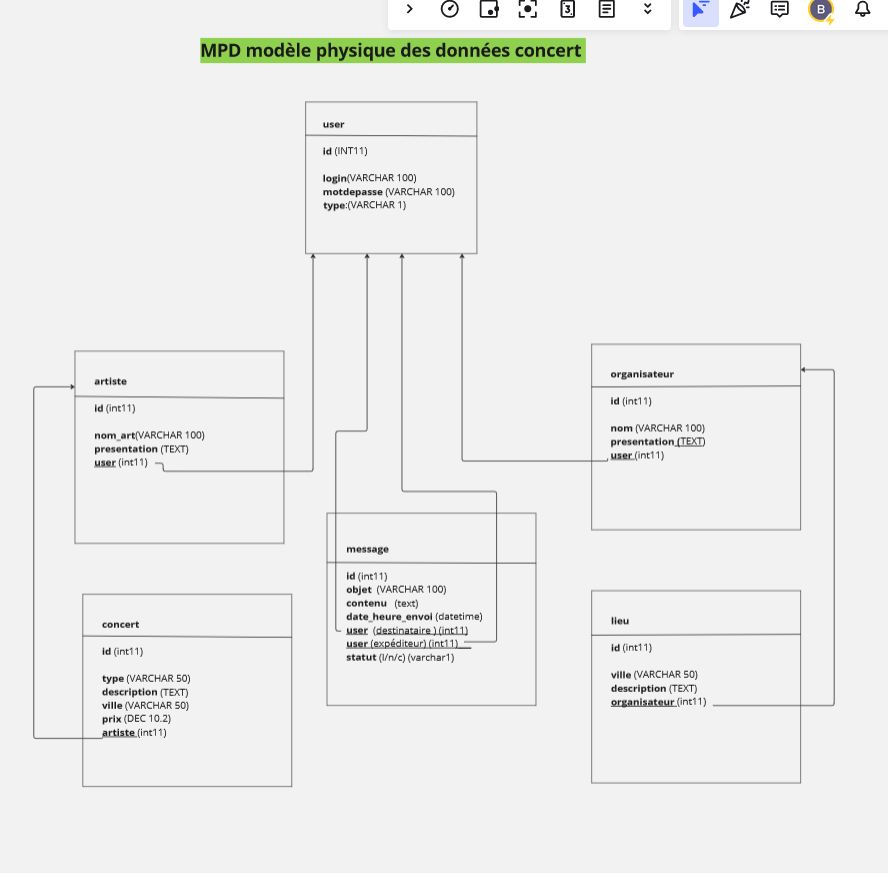 3
B
MPD modèle physique des données concert
user
id (INT11)
login(VARCHAR 100)
motdepasse (VARCHAR 100)
type:(VARCHAR 1)
artiste
id (int11)
nom_art(VARCHAR 100)
presentation (TEXT)
user (int11)
organisateur
id (int11)
nom (VARCHAR 100)
presentation (TEXT)
user (int11)
message
id (int11)
objet (VARCHAR 100)
contenu (text)
date_heure_envoi (datetime)
user (destinataire ) (int11)
user (expéditeur) (int11)
statut (l/n/c) (varchar1)
concert
id (int11)
type (VARCHAR 50)
description (TEXT)
ville (VARCHAR 50)
prix (DEC 10.2)
artiste (int11)
lieu
id (int11)
ville (VARCHAR 50)
description (TEXT)
organisateur (int11)